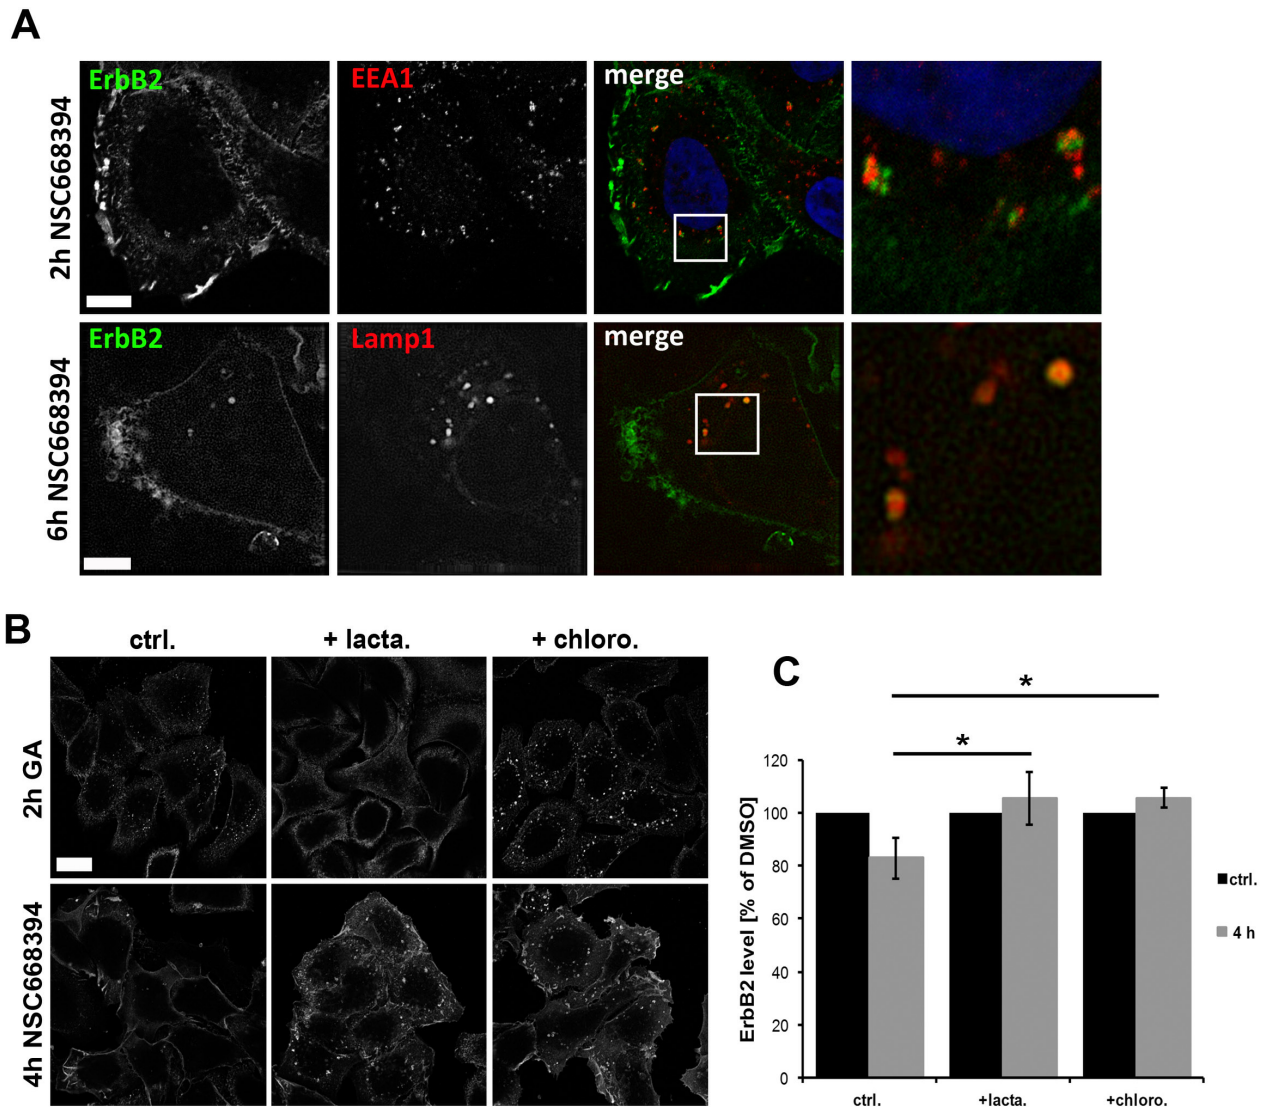 A
ErbB2
EEA1
merge
2h NSC668394
ErbB2
Lamp1
merge
6h NSC668394
B
ctrl.
+ lacta.
+ chloro.
2h GA
4h NSC668394
C
*
*
ErbB2 level [% of DMSO]
120
100
80
60
40
20
0
ctrl.
+lacta.
+chloro.
ctrl.
4 h